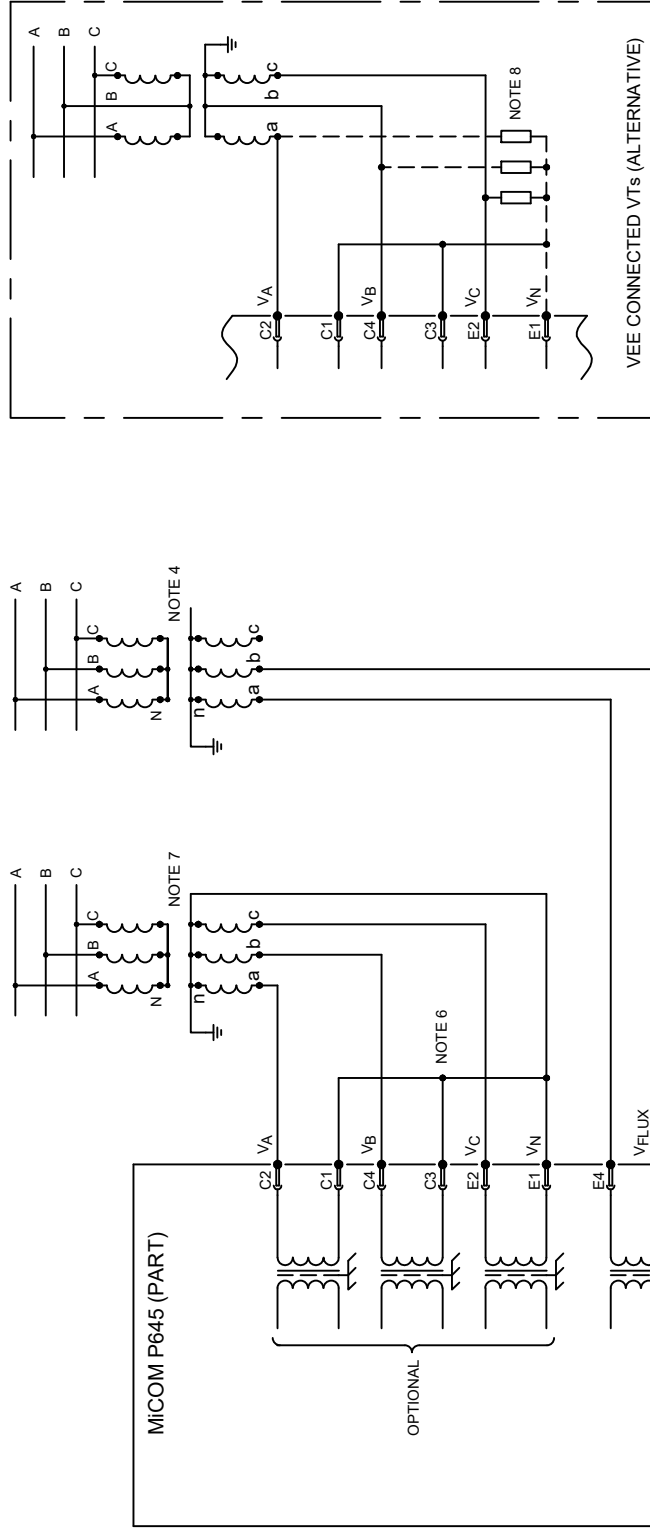 A
B
C
A
B
C
a
b
c
NOTE 8
C2
VA
C1
C4
VB
C3
E2
VC
E1
VN
VEE CONNECTED VTs (ALTERNATIVE)
A
B
C
A
B
C
N
NOTE 4
n
a
b
c
A
B
C
A
B
C
N
NOTE 7
n
a
b
c
MiCOM P645 (PART)
OPTIONAL
C2
VA
C1
C4
VB
C3
NOTE 6
E2
VC
E1
VN
E4
VFLUX